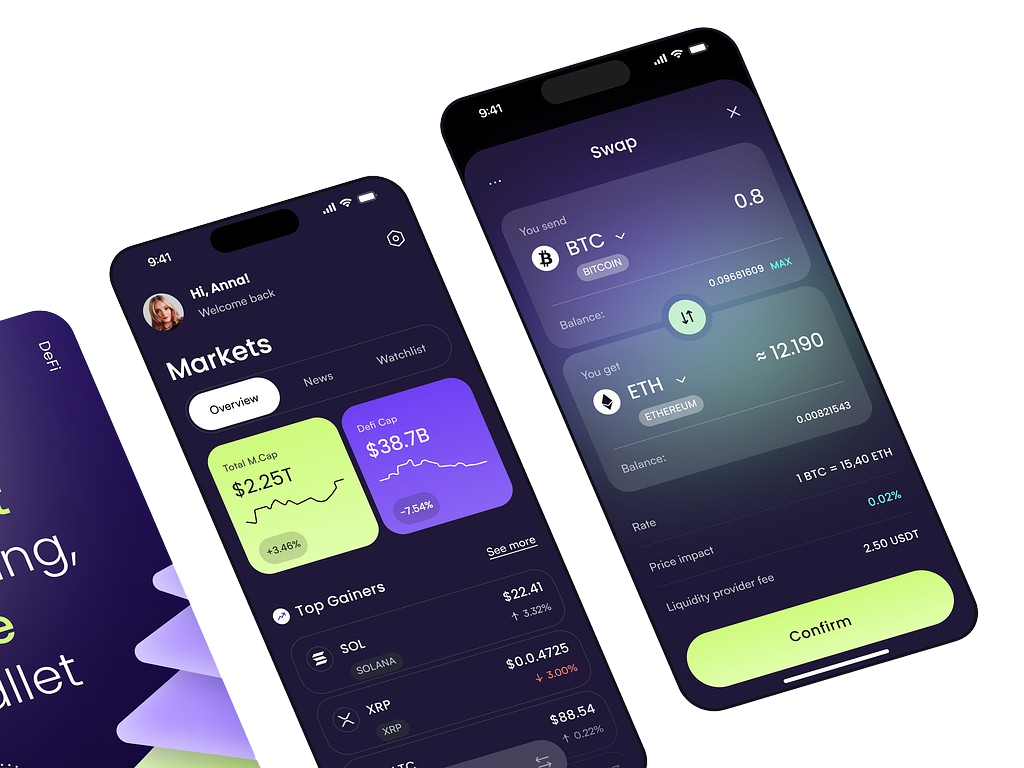 DeFi
9:41
Hi, Anna!
Welcome back
Markets
Overview
News
Watchlist
Total M.Cap
$2.25T
+3.46%
Defi Cap
$38.7B
-7.54%
See more
Top Gainers
SOL
SOLANA
$22.41
↑ 3.32%
XRP
XRP
$0.0.4725
↓ 3.00%
$88.54
↑ 0.22%
9:41
Swap
...
You send
BTC
BITCOIN
0.8
Balance:
0.09681609 MAX
You get
ETH
ETHEREUM
≈ 12.190
Balance:
0.00821543
Rate
1 BTC = 15,40 ETH
Price impact
0.02%
Liquidity provider fee
2.50 USDT
Confirm